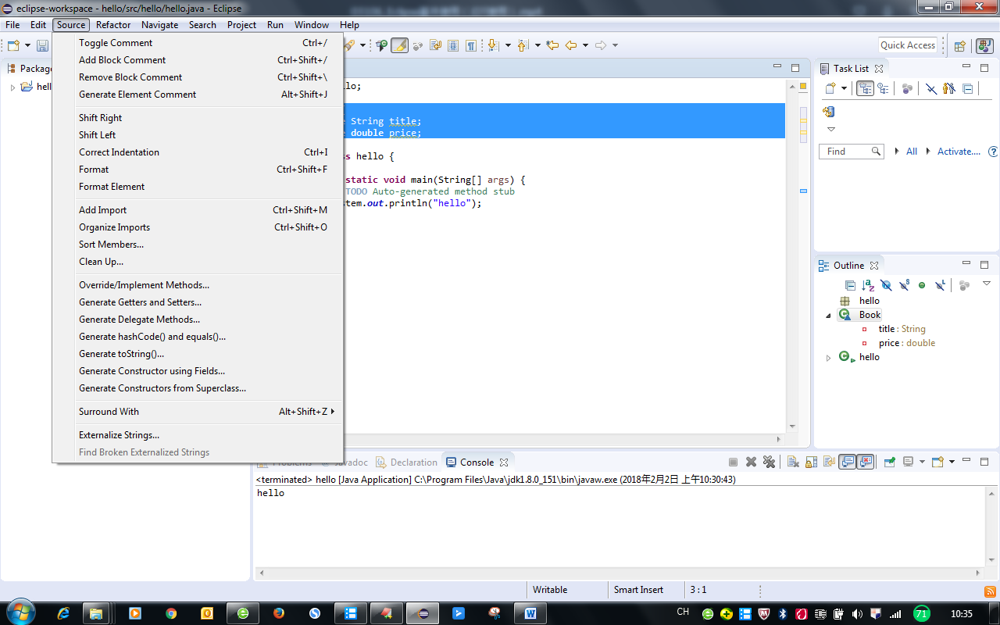 eclipse-workspace - hello/src/hello/hello.java - Eclipse
File Edit Source Refactor Navigate Search Project Run Window Help
Quick Access
Toggle Comment Ctrl+/
Add Block Comment Ctrl+Shift+/
Remove Block Comment Ctrl+Shift+\
Generate Element Comment Alt+Shift+J
Shift Right
Shift Left
Correct Indentation Ctrl+I
Format Ctrl+Shift+F
Format Element
Add Import Ctrl+Shift+M
Organize Imports Ctrl+Shift+O
Sort Members...
Clean Up...
Override/Implement Methods...
Generate Getters and Setters...
Generate Delegate Methods...
Generate hashCode() and equals()...
Generate toString()...
Generate Constructor using Fields...
Generate Constructors from Superclass...
Surround With Alt+Shift+Z
Externalize Strings...
Find Broken Externalized Strings
Package
hell
lo;
String title;
double price;
s hello {
static void main(String[] args) {
TODO Auto-generated method stub
tem.out.println("hello");
Task List
Find All Activate....
Outline
hello
Book
title : String
price : double
hello
Problems Javadoc Declaration Console
<terminated> hello [Java Application] C:\Program Files\Java\jdk1.8.0_151\bin\javaw.exe (2018年2月2日 上午10:30:43)
hello
Writable Smart Insert 3 : 1
CH 71 10:35